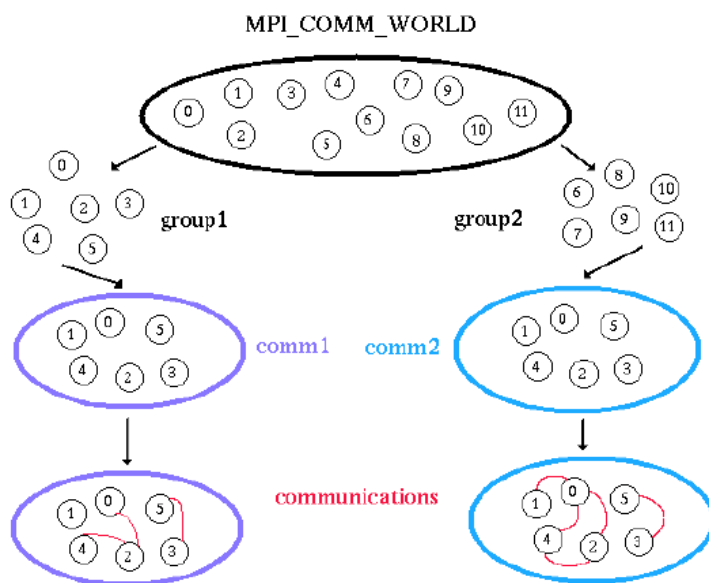 MPI_COMM_WORLD
0 1 2 3 4 5 6 7 8 9 10 11
0
1 2 3
4 5
group1
group2
6 8 10
7 9 11
1 0 5
4 2 3
comm1
comm2
1 0 5
4 2 3
1 0 5
4 2 3
communications
1 0 5
4 2 3